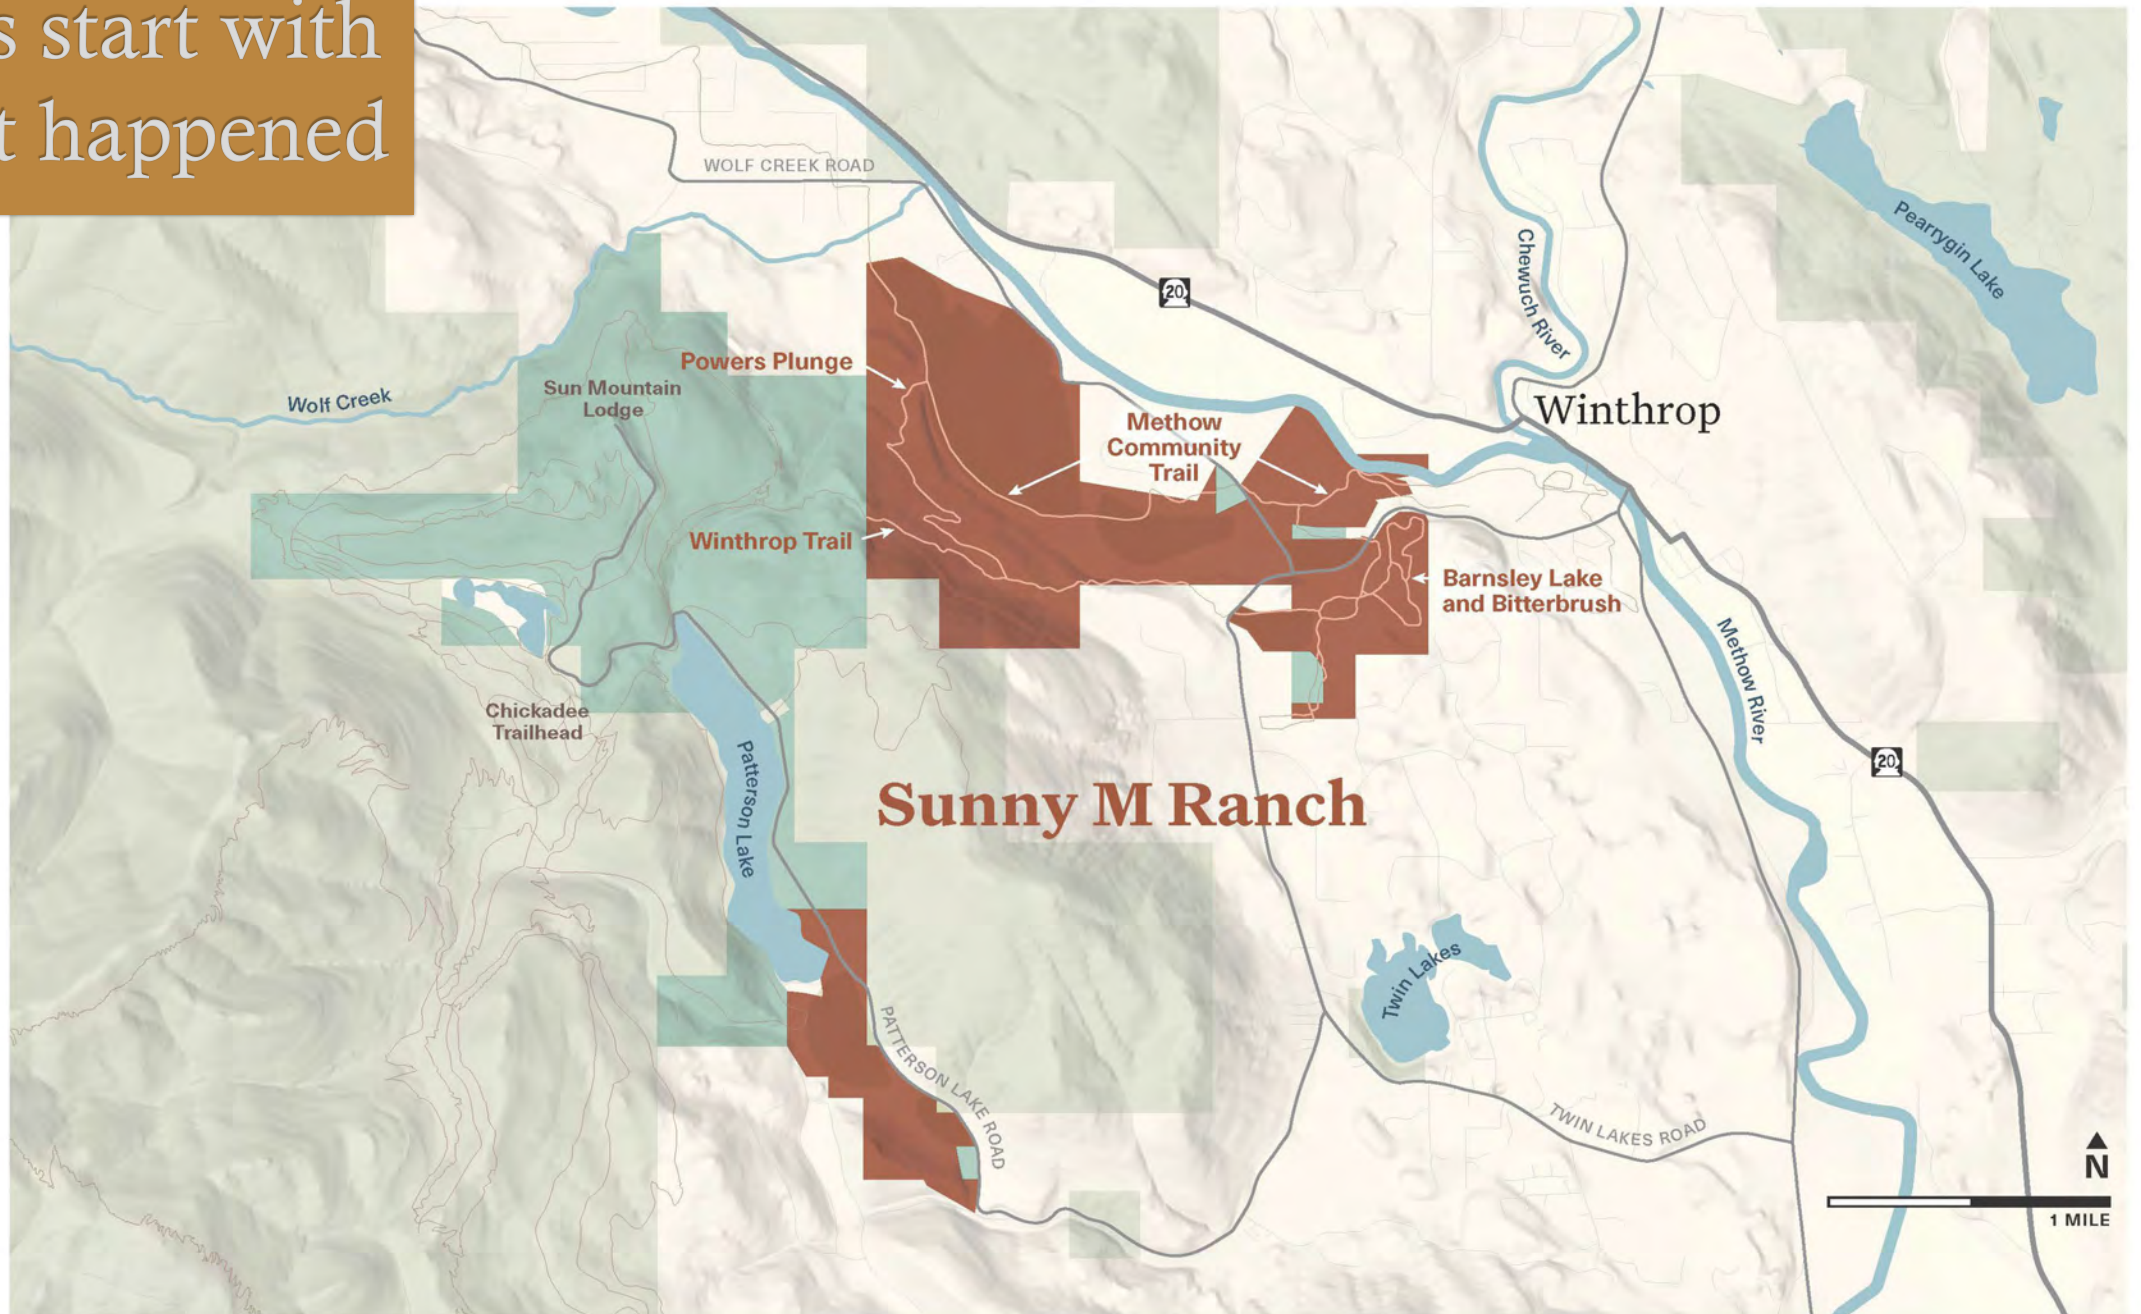 s start with
t happened
WOLF CREEK ROAD
20
Chewuch River
Pearrygin Lake
Powers Plunge
Sun Mountain
Lodge
Wolf Creek
Methow
Community
Trail
Winthrop
Winthrop Trail
Barnsley Lake
and Bitterbrush
Methow River
Chickadee
Trailhead
Patterson Lake
Sunny M Ranch
20
Twin Lakes
PATTERSON LAKE ROAD
TWIN LAKES ROAD
N
1 MILE